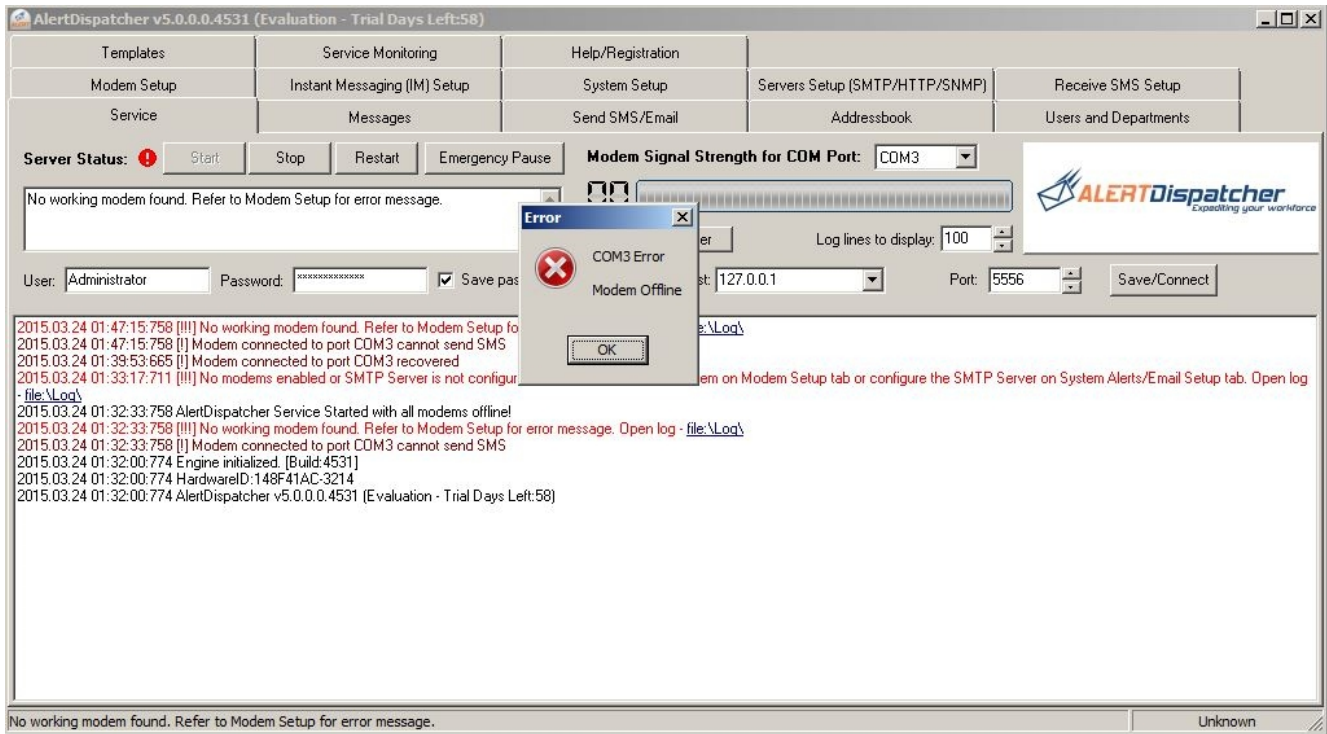 AlertDispatcher v5.0.0.0.4531 (Evaluation - Trial Days Left:58)
Templates Service Monitoring Help/Registration
Modem Setup Instant Messaging (IM) Setup System Setup Servers Setup (SMTP/HTTP/SNMP) Receive SMS Setup
Service Messages Send SMS/Email Addressbook Users and Departments
Server Status: Start Stop Restart Emergency Pause Modem Signal Strength for COM Port: COM3
No working modem found. Refer to Modem Setup for error message.
00
ALERTDispatcher
Expediting your workforce
er Log lines to display: 100
User: Administrator Password: ************* Save pas st: 127.0.0.1 Port: 5556 Save/Connect
Error
COM3 Error
Modem Offline
OK
2015.03.24 01:47:15:758 [!!!] No working modem found. Refer to Modem Setup fo e:\Log\
2015.03.24 01:47:15:758 [!] Modem connected to port COM3 cannot send SMS
2015.03.24 01:39:53:665 [!] Modem connected to port COM3 recovered
2015.03.24 01:33:17:711 [!!!] No modems enabled or SMTP Server is not configur em on Modem Setup tab or configure the SMTP Server on System Alerts/Email Setup tab. Open log
- file:\Log\
2015.03.24 01:32:33:758 AlertDispatcher Service Started with all modems offline!
2015.03.24 01:32:33:758 [!!!] No working modem found. Refer to Modem Setup for error message. Open log - file:\Log\
2015.03.24 01:32:33:758 [!] Modem connected to port COM3 cannot send SMS
2015.03.24 01:32:00:774 Engine initialized. [Build:4531]
2015.03.24 01:32:00:774 HardwareID:148F41AC-3214
2015.03.24 01:32:00:774 AlertDispatcher v5.0.0.0.4531 (Evaluation - Trial Days Left:58)
No working modem found. Refer to Modem Setup for error message. Unknown